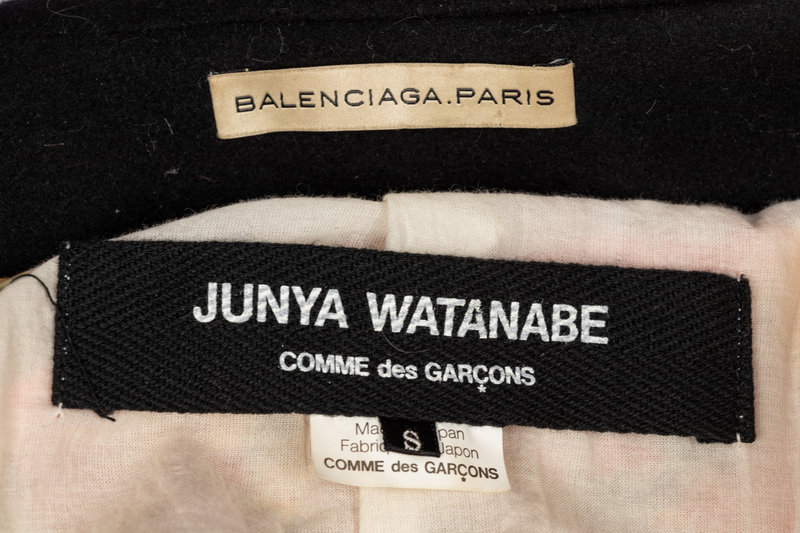 BALENCIAGA.PARIS
JUNYA WATANABE
COMME des GARÇONS
S
COMME des GARÇONS